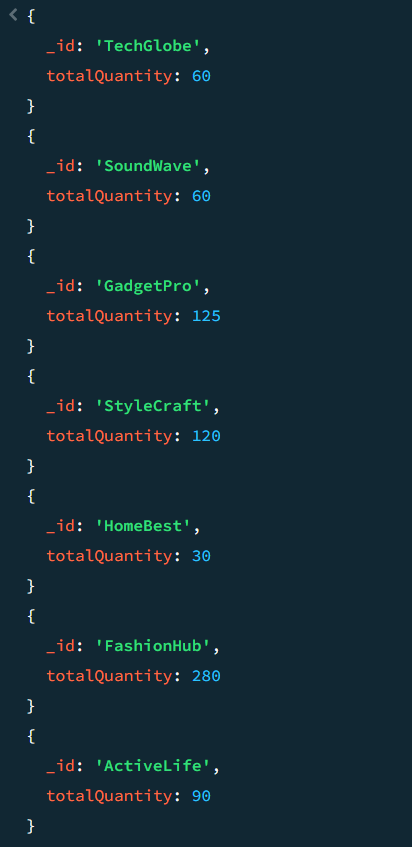 {
_id: 'TechGlobe',
totalQuantity: 60
}
{
_id: 'SoundWave',
totalQuantity: 60
}
{
_id: 'GadgetPro',
totalQuantity: 125
}
{
_id: 'StyleCraft',
totalQuantity: 120
}
{
_id: 'HomeBest',
totalQuantity: 30
}
{
_id: 'FashionHub',
totalQuantity: 280
}
{
_id: 'ActiveLife',
totalQuantity: 90
}